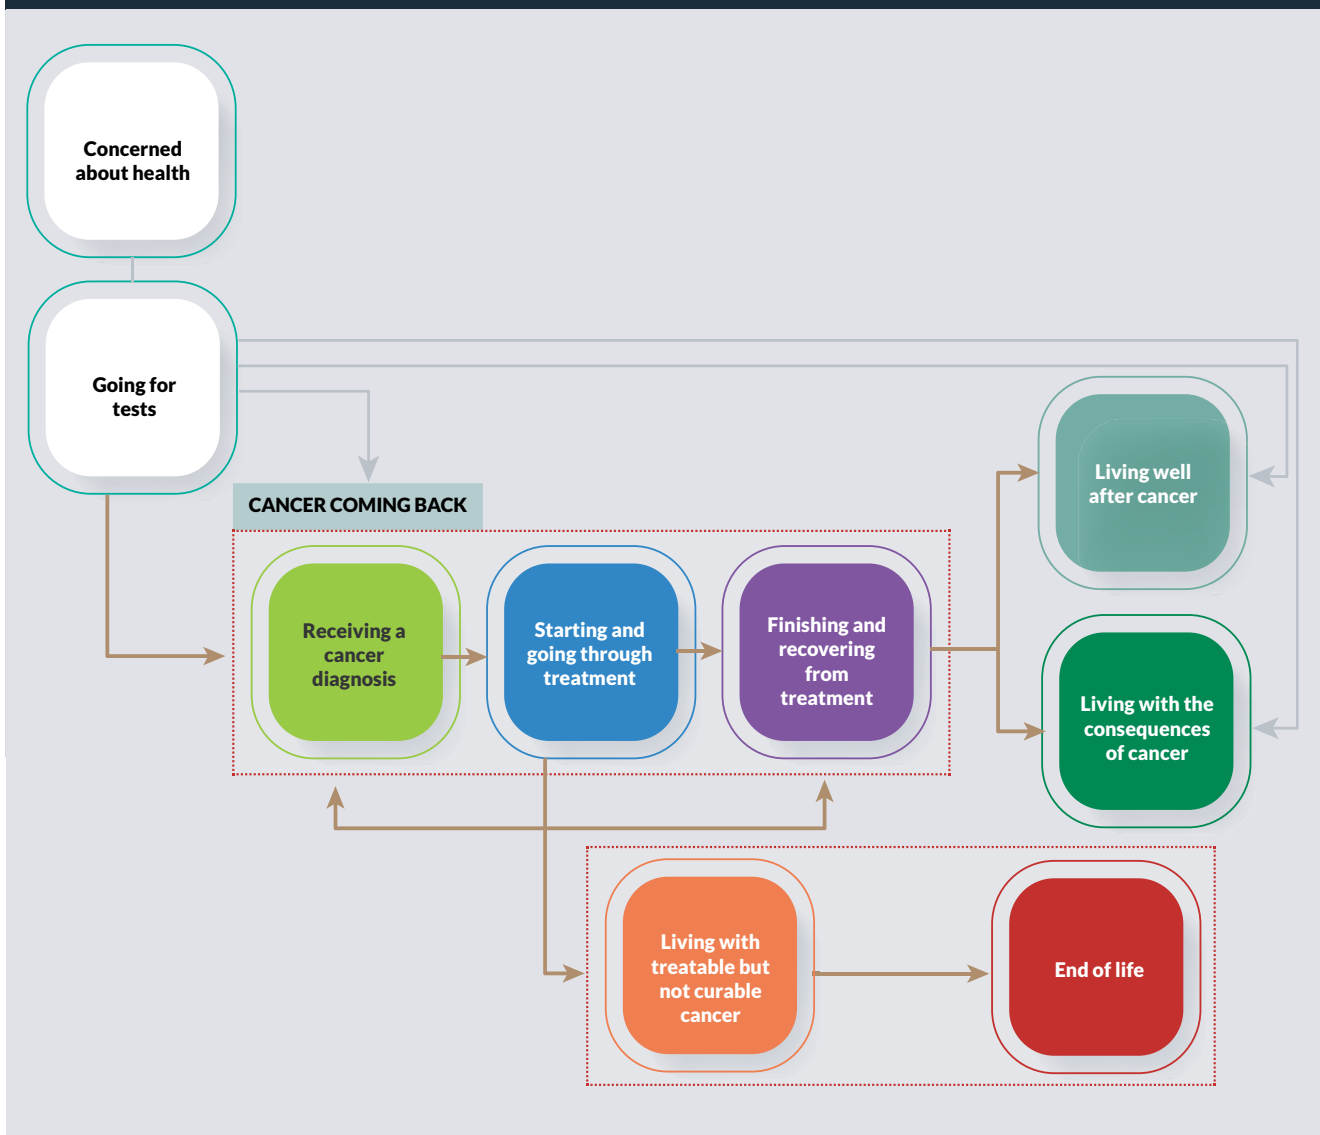 Concerned
about health
Going for
tests
CANCER COMING BACK
Receiving a
cancer
diagnosis
Starting and
going through
treatment
Finishing and
recovering
from
treatment
Living well
after cancer
Living with the
consequences
of cancer
Living with
treatable but
not curable
cancer
End of life